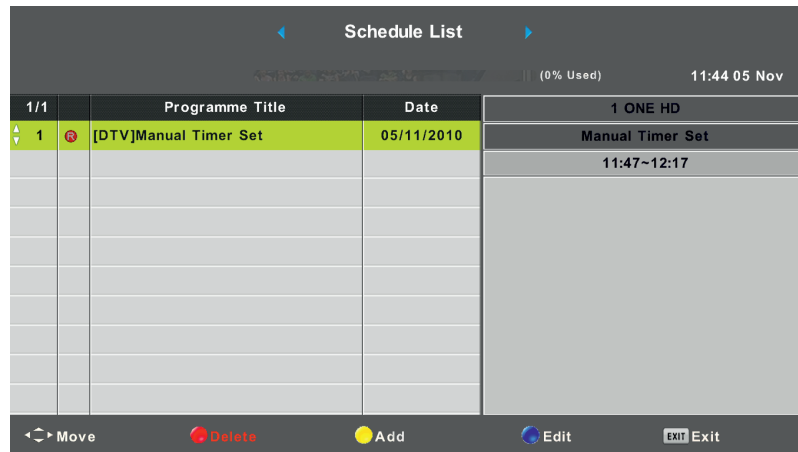 Schedule List
(0% Used)
11:44 05 Nov
1/1 Programme Title Date
1 ONE HD
1 R [DTV]Manual Timer Set 05/11/2010
Manual Timer Set
11:47~12:17
Move Delete Add Edit EXIT Exit